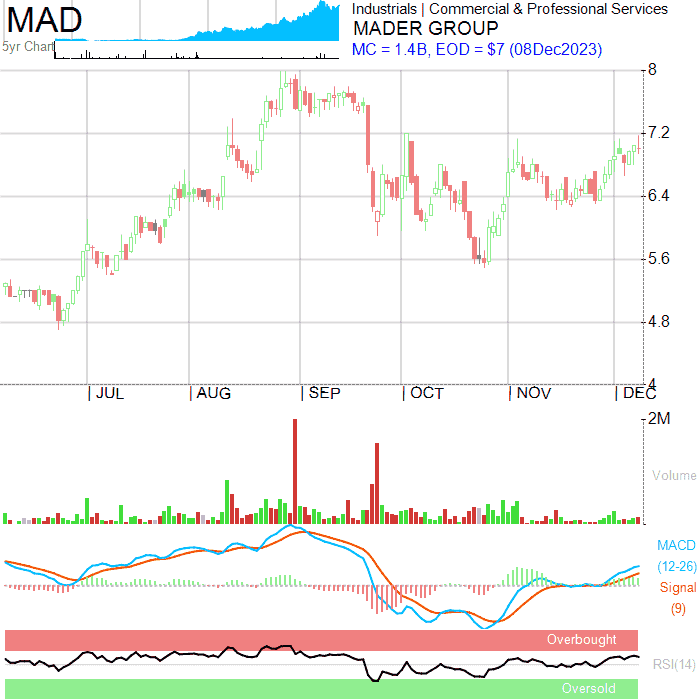 MAD
5yr Chart
Industrials | Commercial & Professional Services
MADER GROUP
MC = 1.4B, EOD = $7 (08Dec2023)
8
7.2
6.4
5.6
4.8
4
JUL AUG SEP OCT NOV DEC
2M
Volume
MACD
(12-26)
Signal
(9)
Overbought
RSI(14)
Oversold